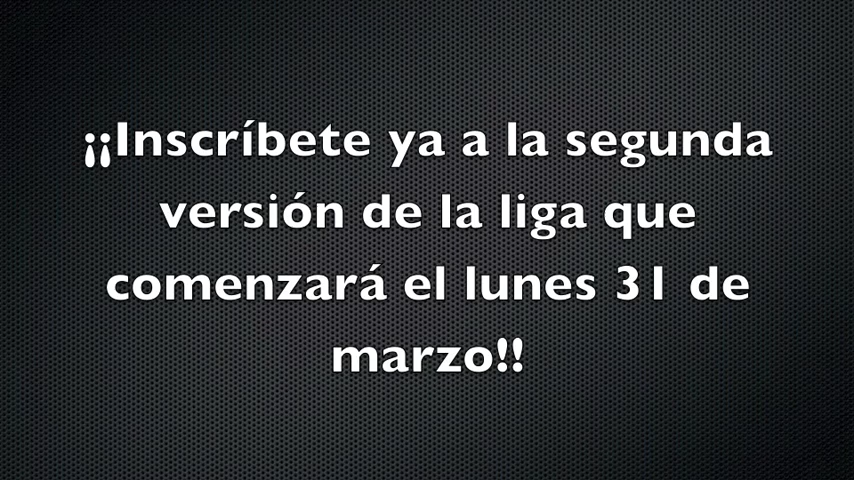 ¡¡Inscríbete ya a la segunda
versión de la liga que
comenzará el lunes 31 de
marzo!!